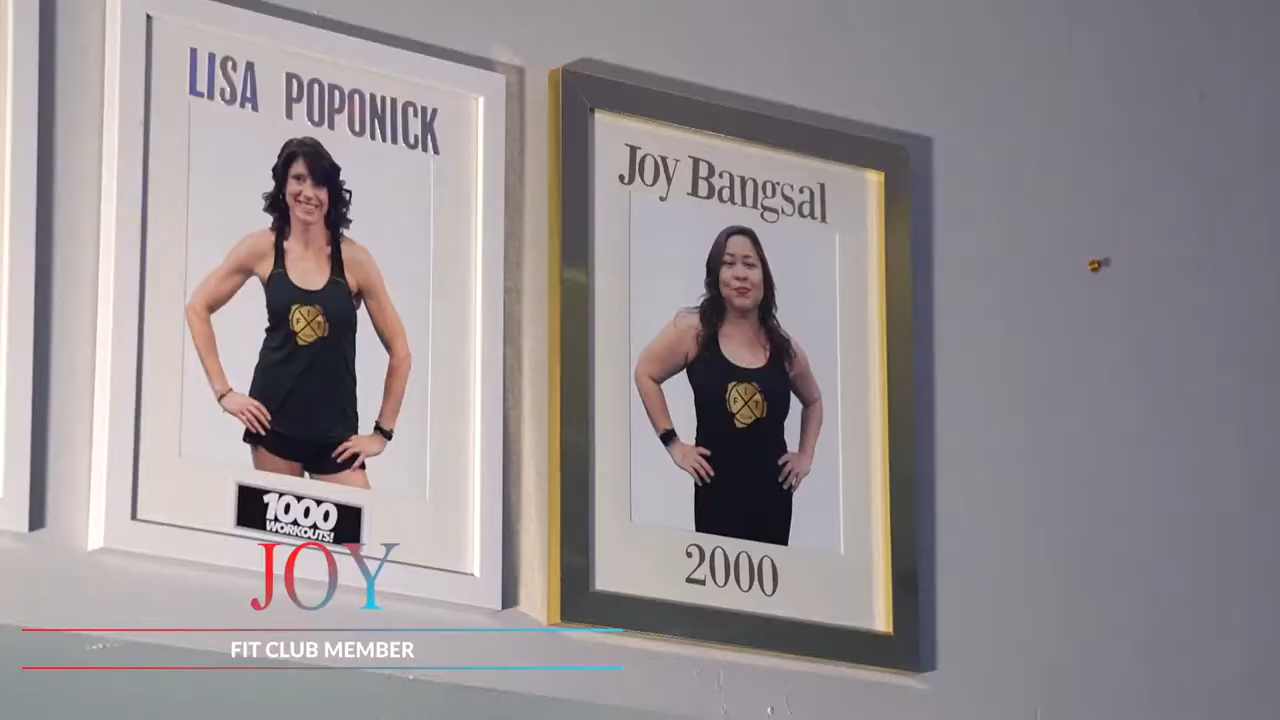 LISA POPONICK
F I T
1000
WORKOUTS!
Joy Bangsal
F I T
2000
JOY
FIT CLUB MEMBER